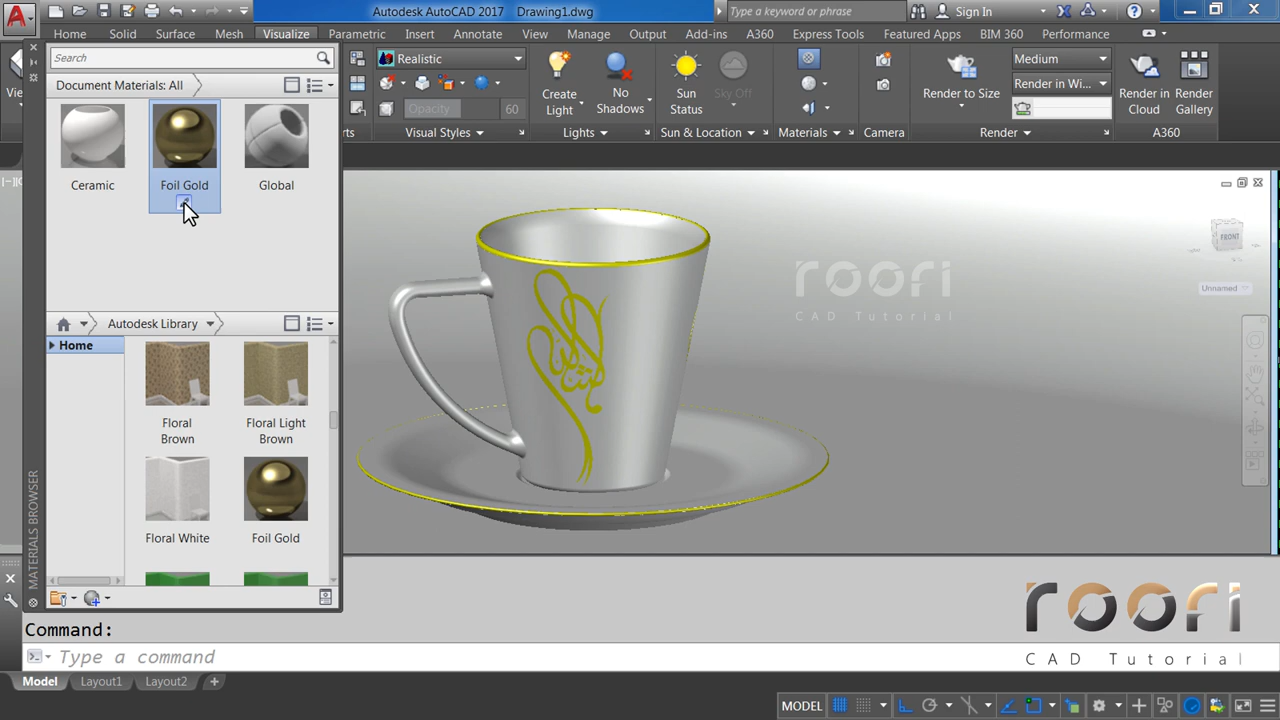 Autodesk AutoCAD 2017 Drawing1.dwg
Type a keyword or phrase
Sign In
Home Solid Surface Mesh Visualize Parametric Insert Annotate View Manage Output Add-ins A360 Express Tools Featured Apps BIM 360 Performance
Search
Document Materials: All
Ceramic
Foil Gold
Global
Autodesk Library
Home
Floral Brown
Floral Light Brown
Floral White
Foil Gold
MATERIALS BROWSER
Realistic
Opacity 60
Visual Styles
Create Light
No Shadows
Lights
Sun Status
Sky Off
Sun & Location
Materials
Camera
Render to Size
Medium
Render in Wi...
Render
Render in Cloud
Render Gallery
A360
FRONT
Unnamed
roori
CAD Tutorial
roori
CAD Tutorial
Command:
Type a command
Model Layout1 Layout2
MODEL